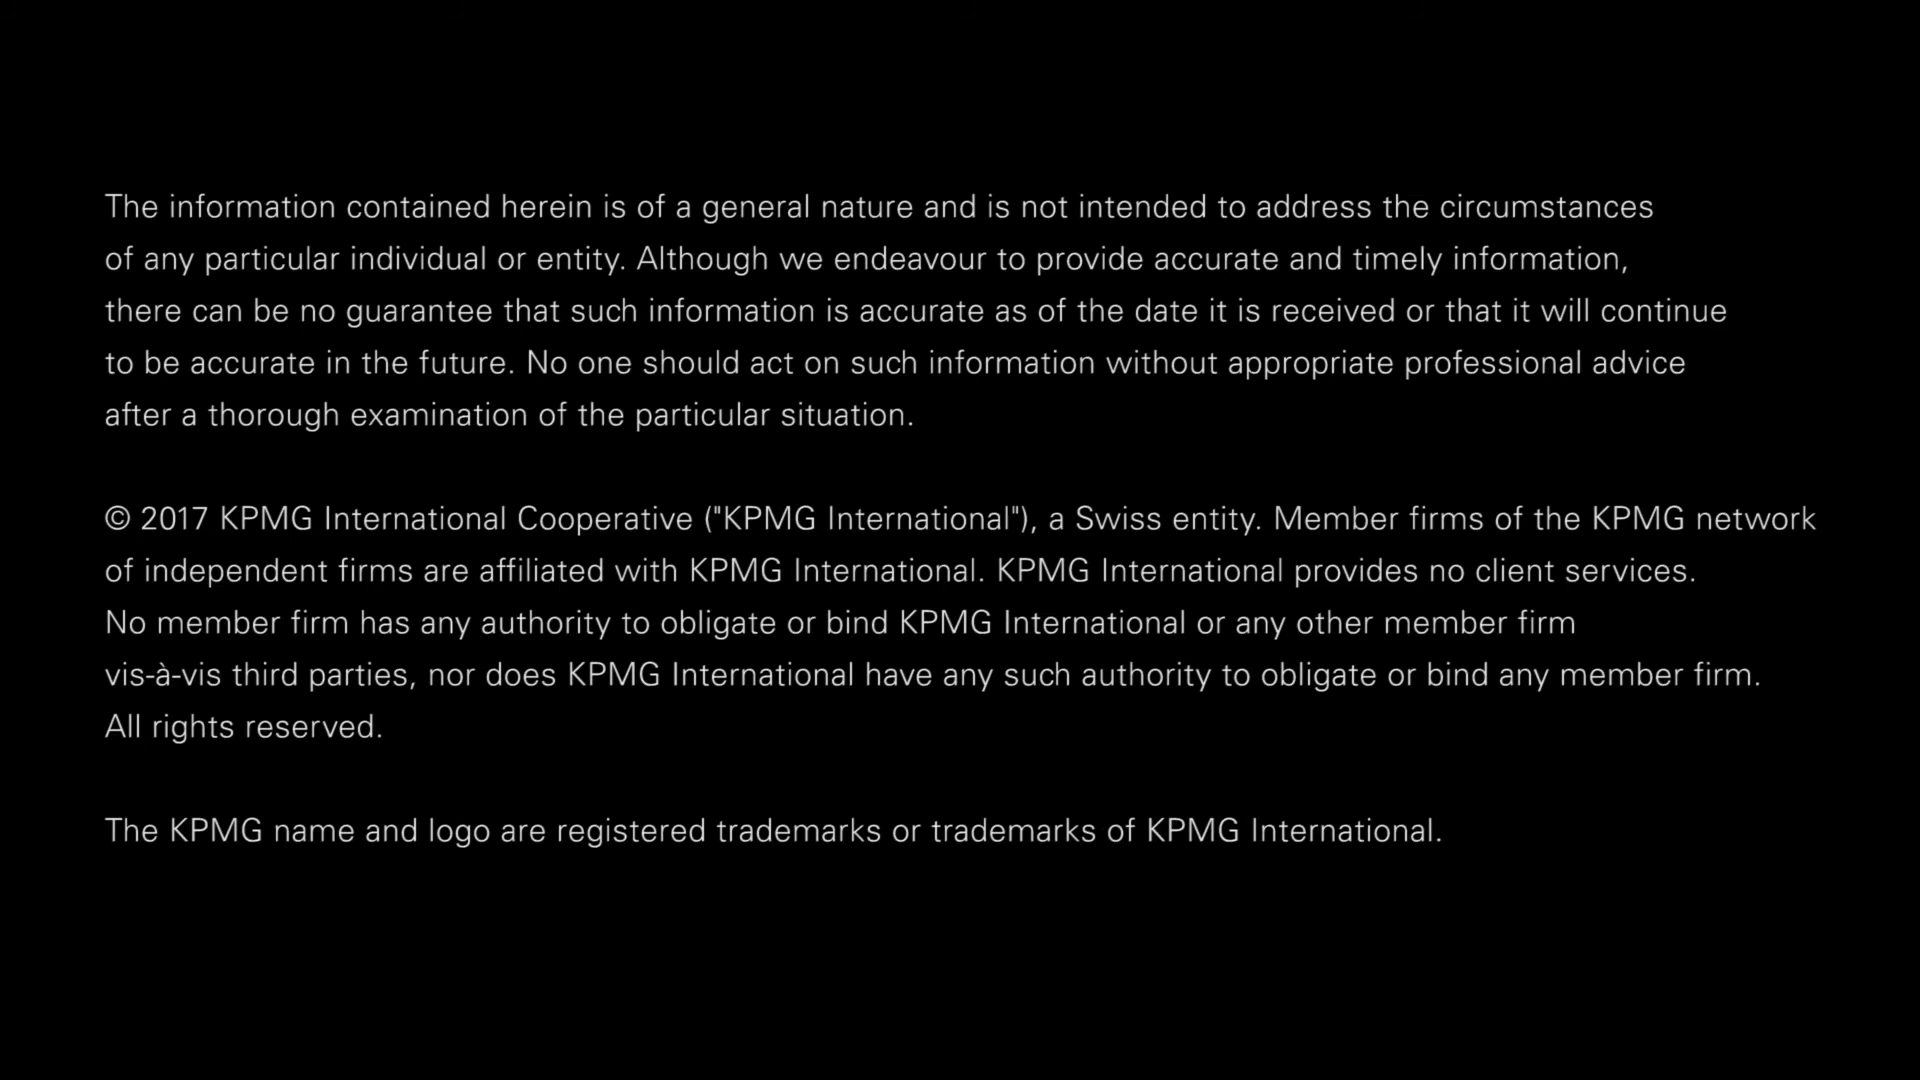 The information contained herein is of a general nature and is not intended to address the circumstances
of any particular individual or entity. Although we endeavour to provide accurate and timely information,
there can be no guarantee that such information is accurate as of the date it is received or that it will continue
to be accurate in the future. No one should act on such information without appropriate professional advice
after a thorough examination of the particular situation.
© 2017 KPMG International Cooperative ("KPMG International"), a Swiss entity. Member firms of the KPMG network
of independent firms are affiliated with KPMG International. KPMG International provides no client services.
No member firm has any authority to obligate or bind KPMG International or any other member firm
vis-à-vis third parties, nor does KPMG International have any such authority to obligate or bind any member firm.
All rights reserved.
The KPMG name and logo are registered trademarks or trademarks of KPMG International.